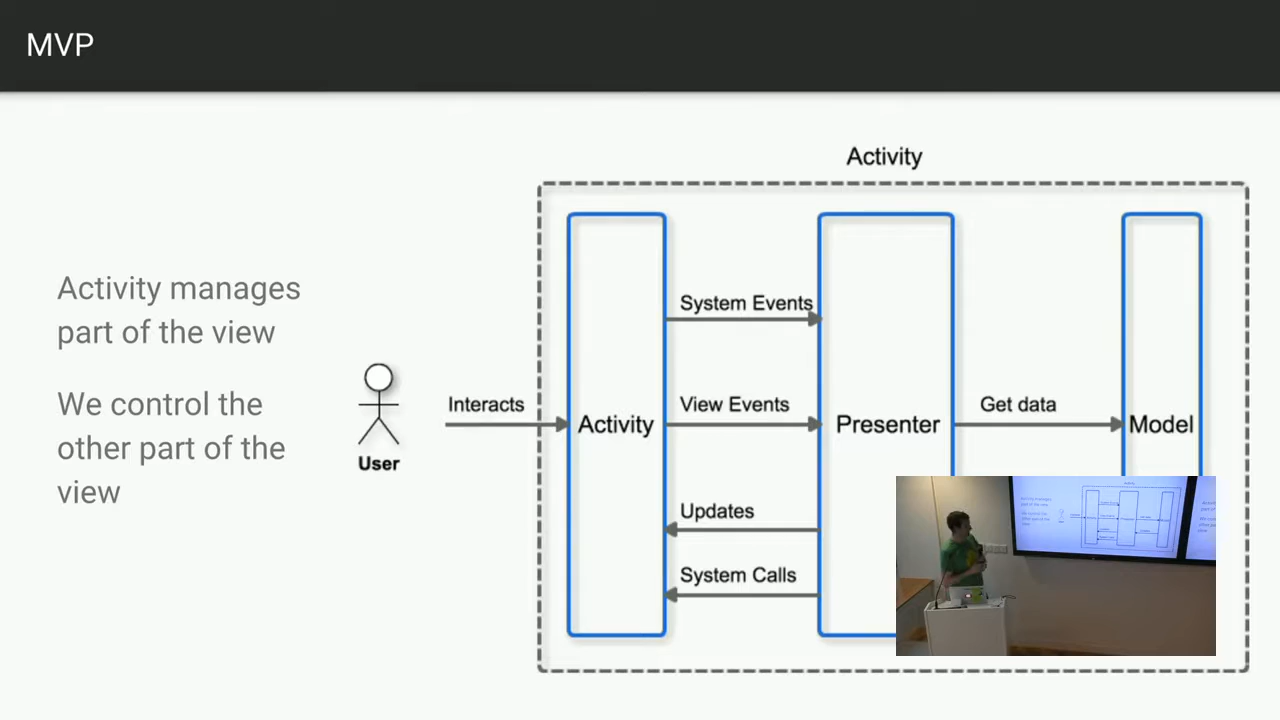 MVP
Activity manages
part of the view
We control the
other part of the
view
User
Interacts
Activity
Activity
System Events
View Events
Updates
System Calls
Presenter
Get data
Model